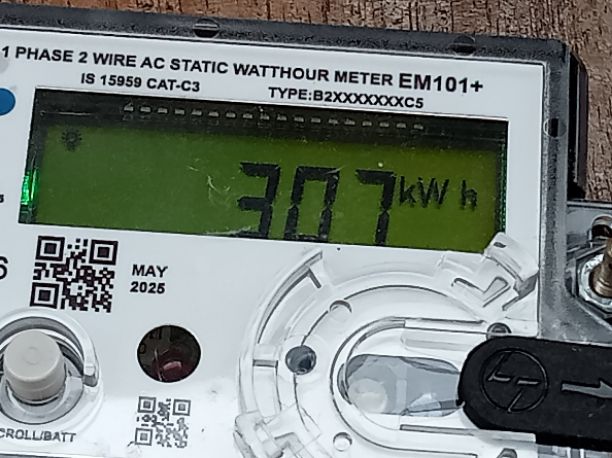 1 PHASE 2 WIRE AC STATIC WATTHOUR METER EM101+
IS 15959 CAT-C3
TYPE:B2XXXXXXXC5
307 kWh
6
MAY
2025
CROLL/BATT